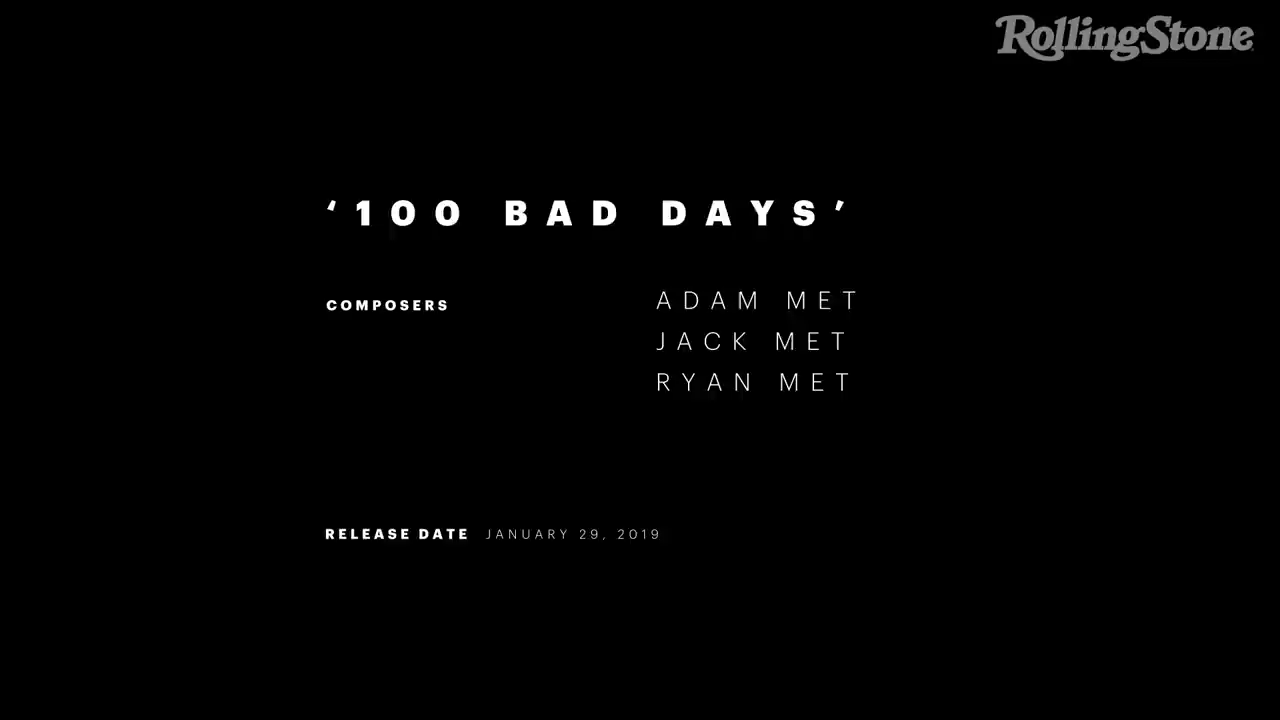 RollingStone
‘100 BAD DAYS’
COMPOSERS
ADAM MET
JACK MET
RYAN MET
RELEASE DATE JANUARY 29, 2019